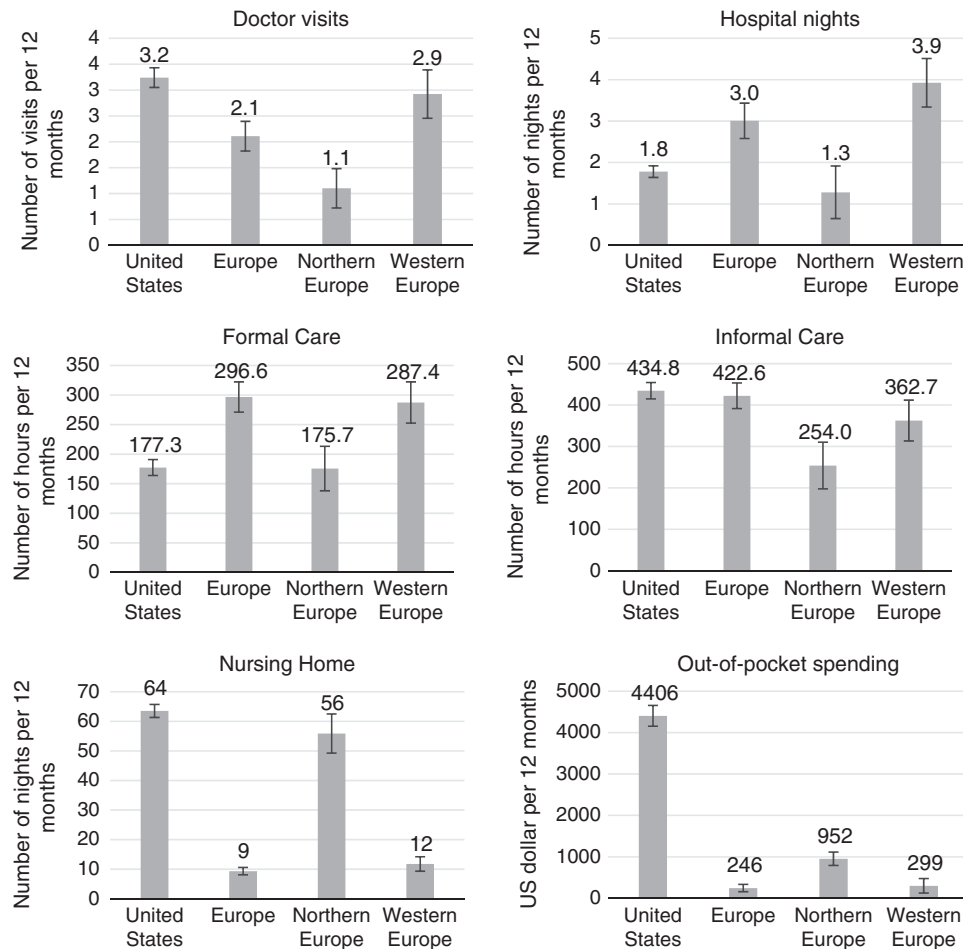 Doctor visits
Number of visits per 12
months
4
4
3
3
2
2
1
1
0
3.2
2.1
1.1
2.9
United
States
Europe
Northern
Europe
Western
Europe
Hospital nights
Number of nights per 12
months
5
4
3
2
1
0
1.8
3.0
1.3
3.9
United
States
Europe
Northern
Europe
Western
Europe
Formal Care
Number of hours per 12
months
350
300
250
200
150
100
50
0
177.3
296.6
175.7
287.4
United
States
Europe
Northern
Europe
Western
Europe
Informal Care
Number of hours per 12
months
500
400
300
200
100
0
434.8
422.6
254.0
362.7
United
States
Europe
Northern
Europe
Western
Europe
Nursing Home
Number of nights per 12
months
70
60
50
40
30
20
10
0
64
9
56
12
United
States
Europe
Northern
Europe
Western
Europe
Out-of-pocket spending
US dollar per 12 months
5000
4000
3000
2000
1000
0
4406
246
952
299
United
States
Europe
Northern
Europe
Western
Europe